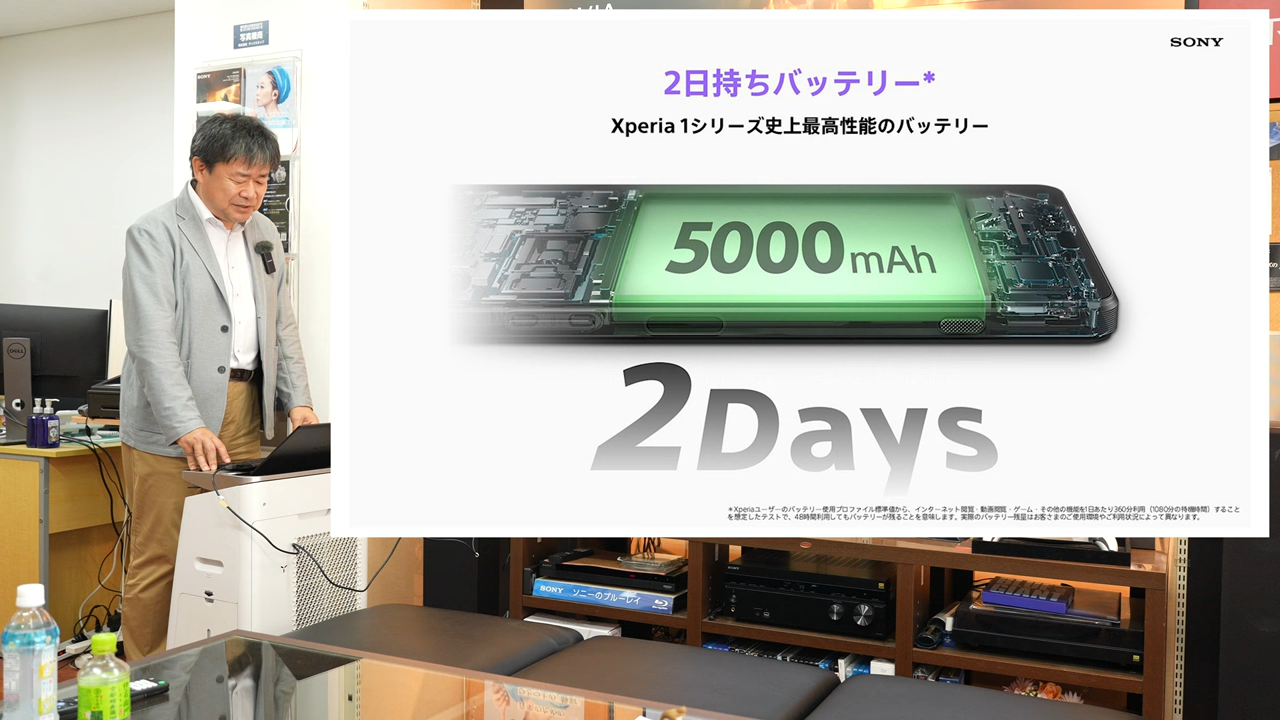 SONY
2日持ちバッテリー*
Xperia 1シリーズ史上最高性能のバッテリー
5000 mAh
2Days
*Xperiaユーザーのバッテリー使用プロファイル標準値から、インターネット閲覧・動画閲覧・ゲーム・その他の機能を1日あたり360分利用（1080分の待機時間）すること
を想定したテストで、48時間利用してもバッテリーが残ることを意味します。実際のバッテリー残量はお客さまのご使用環境やご利用状況によって異なります。
SONY
DELL
SONY ソニーのブルーレイ